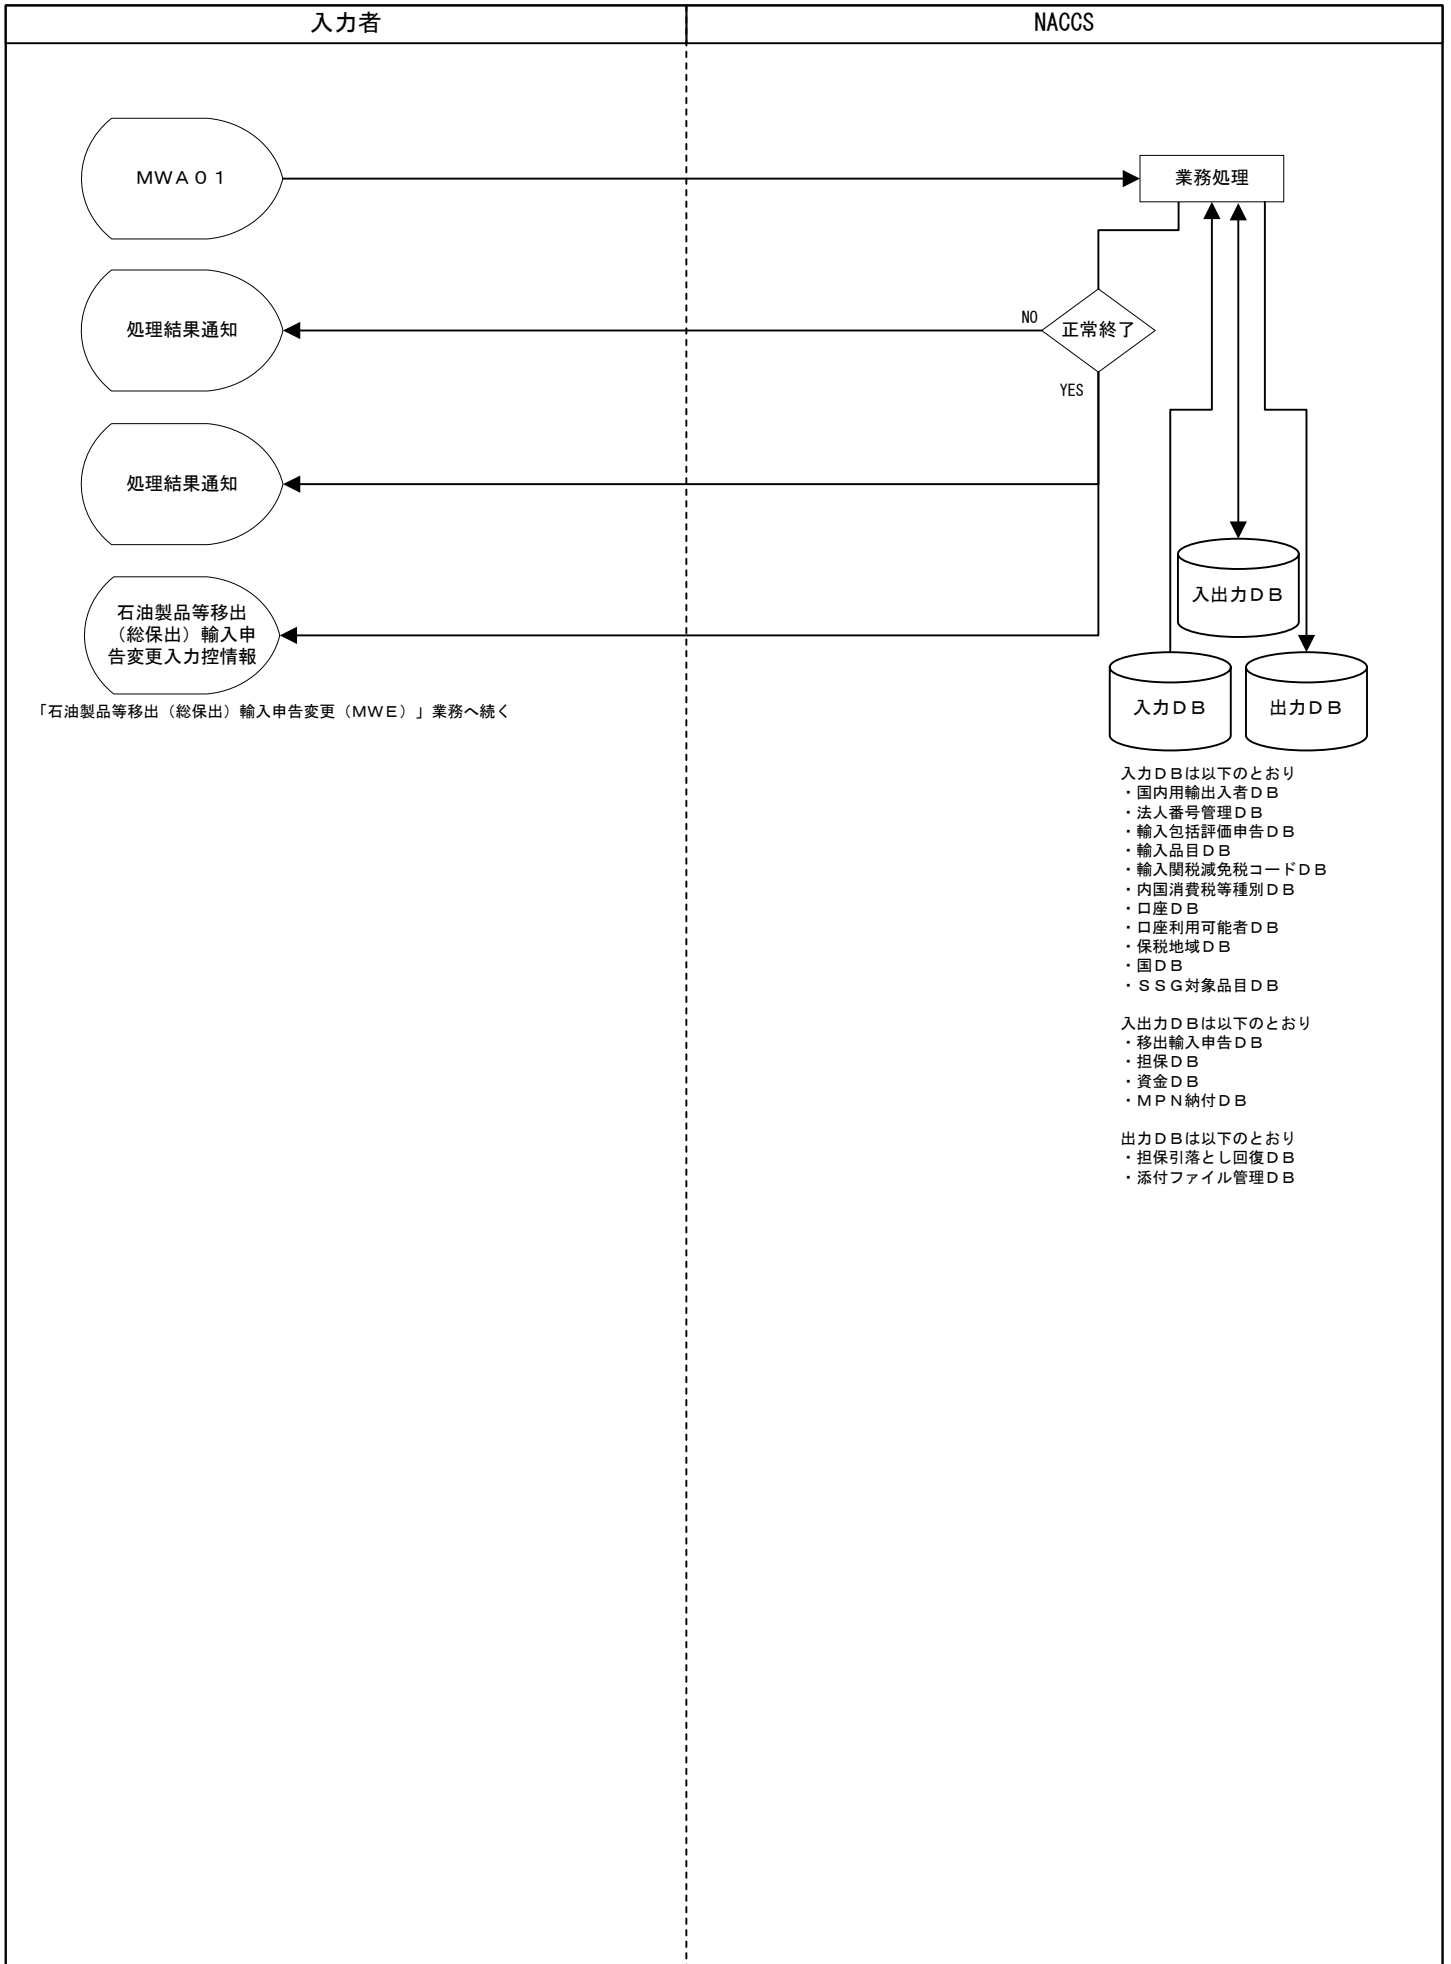 入力者
NACCS
ＭＷＡ０１
業務処理
処理結果通知
NO
正常終了
YES
処理結果通知
入出力ＤＢ
石油製品等移出
（総保出）輸入申
告変更入力控情報
入力ＤＢ
出力ＤＢ
「石油製品等移出（総保出）輸入申告変更（ＭＷＥ）」業務へ続く
入力ＤＢは以下のとおり
・国内用輸出入者ＤＢ
・法人番号管理ＤＢ
・輸入包括評価申告ＤＢ
・輸入品目ＤＢ
・輸入関税減免税コードＤＢ
・内国消費税等種別ＤＢ
・口座ＤＢ
・口座利用可能者ＤＢ
・保税地域ＤＢ
・国ＤＢ
・ＳＳＧ対象品目ＤＢ
入出力ＤＢは以下のとおり
・移出輸入申告ＤＢ
・担保ＤＢ
・資金ＤＢ
・ＭＰＮ納付ＤＢ
出力ＤＢは以下のとおり
・担保引落とし回復ＤＢ
・添付ファイル管理ＤＢ